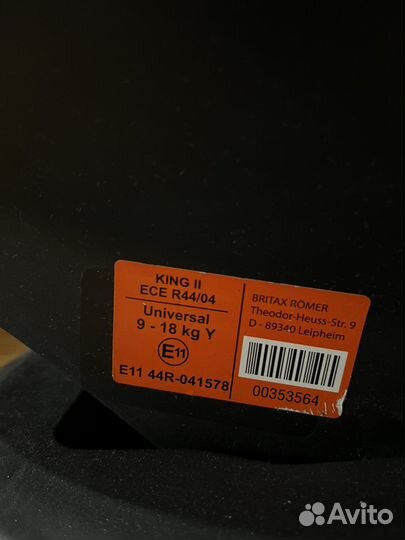 KING II
ECE R44/04
Universal
9 - 18 kg Y
E11
E11 44R-041578
BRITAX RÖMER
Theodor-Heuss-Str. 9
D - 89340 Leipheim
00353564
Avito